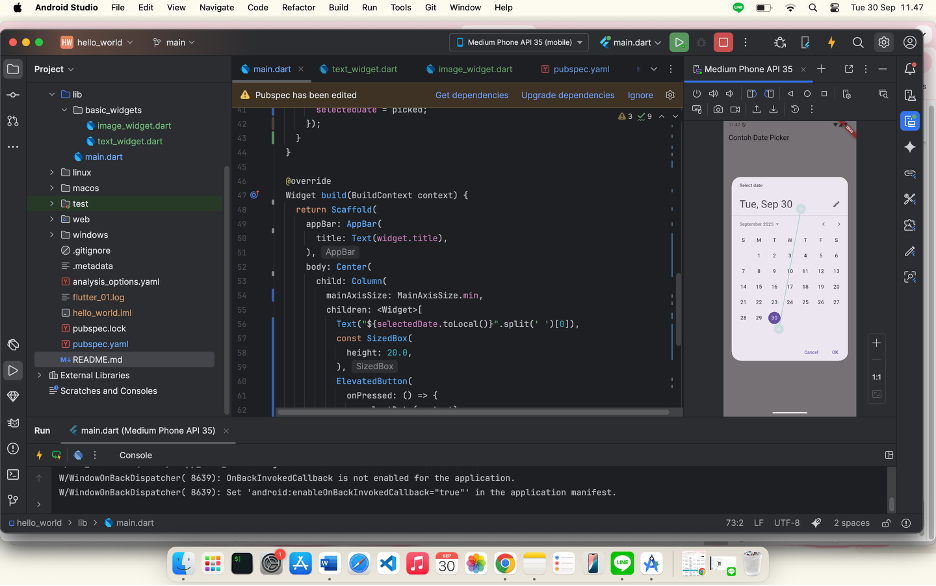 Android Studio File Edit View Navigate Code Refactor Build Run Tools Git Window Help Tue 30 Sep 11.47
HW hello_world main Medium Phone API 35 (mobile) main.dart
Project main.dart text_widget.dart image_widget.dart pubspec.yaml Medium Phone API 35
Pubspec has been edited Get dependencies Upgrade dependencies Ignore
lib
basic_widgets
image_widget.dart
text_widget.dart
main.dart
linux
macos
test
web
windows
.gitignore
.metadata
analysis_options.yaml
flutter_01.log
hello_world.iml
pubspec.lock
pubspec.yaml
M↓ README.md
External Libraries
Scratches and Consoles
3 9
41 selectedDate = picked;
42 });
43 }
44 }
45
46 @override
47 Widget build(BuildContext context) {
48 return Scaffold(
49 appBar: AppBar(
50 title: Text(widget.title),
51 ), AppBar
52 body: Center(
53 child: Column(
54 mainAxisSize: MainAxisSize.min,
55 children: <Widget>[
56 Text("${selectedDate.toLocal()}".split(' ')[0]),
57 const SizedBox(
58 height: 20.0,
59 ), SizedBox
60 ElevatedButton(
61 onPressed: () => {
62
Contoh Date Picker
Select date
Tue, Sep 30
September 2025
S M T W T F S
1 2 3 4 5 6
7 8 9 10 11 12 13
14 15 16 17 18 19 20
21 22 23 24 25 26 27
28 29 30
Cancel OK
1:1
Run main.dart (Medium Phone API 35)
Console
W/WindowOnBackDispatcher( 8639): OnBackInvokedCallback is not enabled for the application.
W/WindowOnBackDispatcher( 8639): Set 'android:enableOnBackInvokedCallback="true"' in the application manifest.
hello_world > lib > main.dart 73:2 LF UTF-8 2 spaces
1
SEP
30
LINE